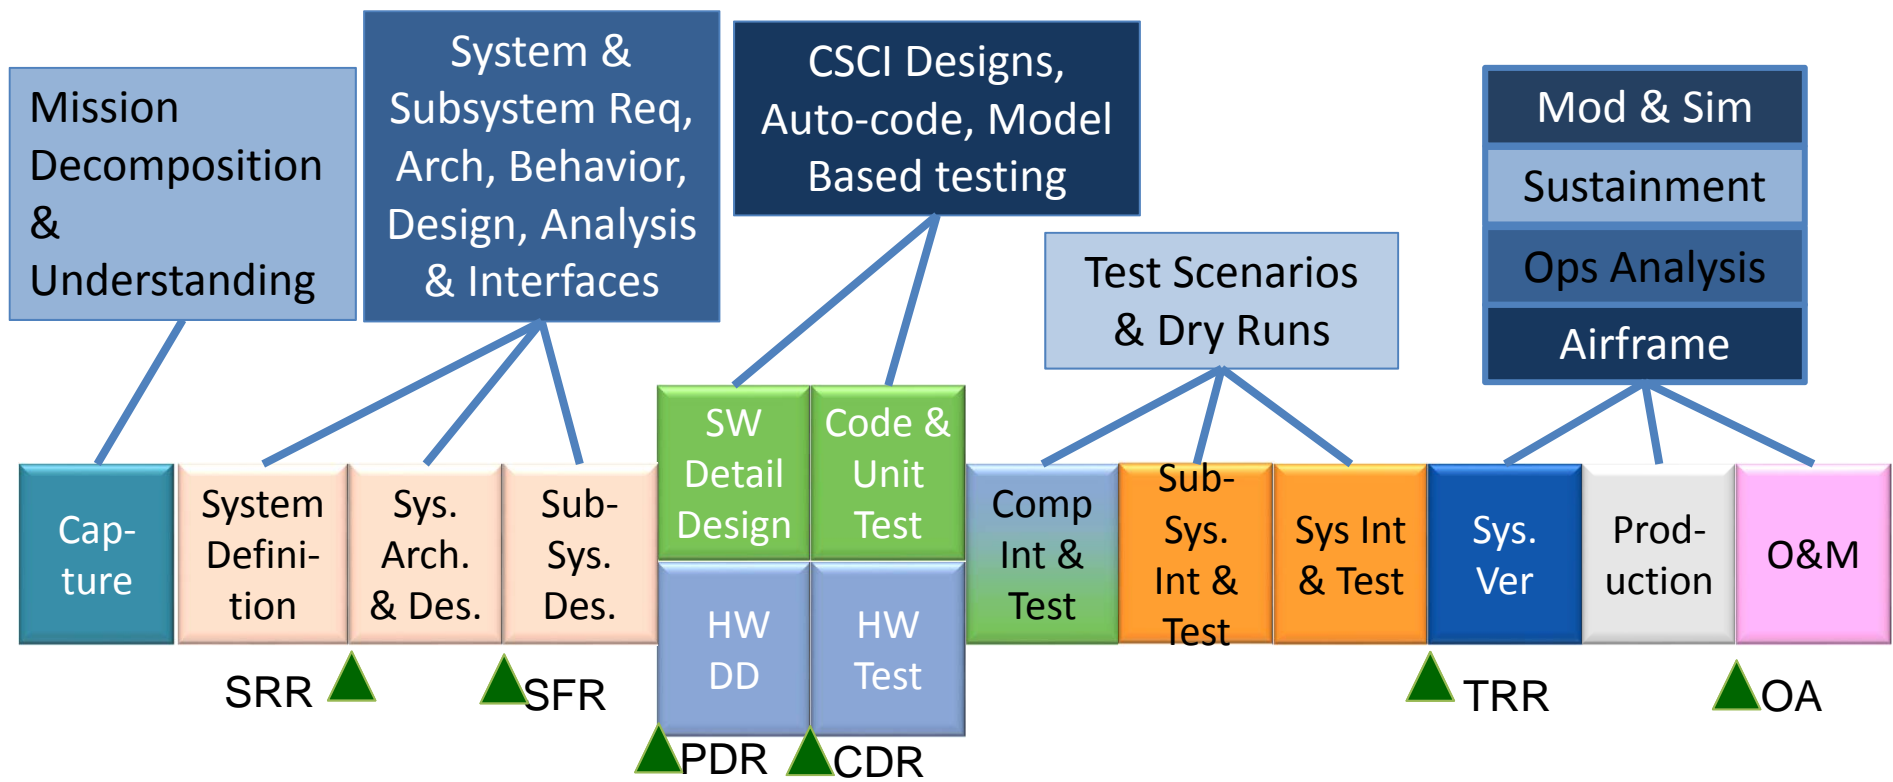 Mission
Decomposition
&
Understanding
System &
Subsystem Req,
Arch, Behavior,
Design, Analysis
& Interfaces
CSCI Designs,
Auto-code, Model
Based testing
Test Scenarios
& Dry Runs
Mod & Sim
Sustainment
Ops Analysis
Airframe
Cap-
ture
System
Defini-
tion
Sys.
Arch.
& Des.
Sub-
Sys.
Des.
SW
Detail
Design
Code &
Unit
Test
HW
DD
HW
Test
Comp
Int &
Test
Sub-
Sys.
Int &
Test
Sys Int
& Test
Sys.
Ver
Prod-
uction
O&M
SRR
SFR
PDR
CDR
TRR
OA